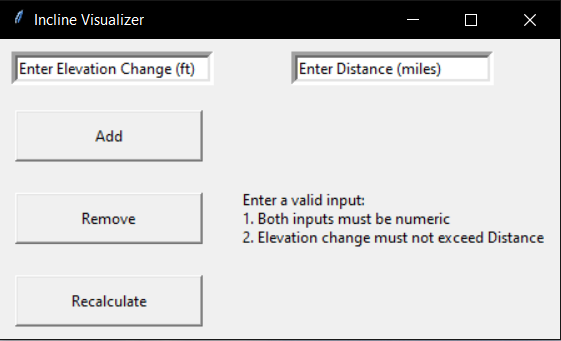 Incline Visualizer
Enter Elevation Change (ft)
Enter Distance (miles)
Add
Remove
Enter a valid input:
1. Both inputs must be numeric
2. Elevation change must not exceed Distance
Recalculate